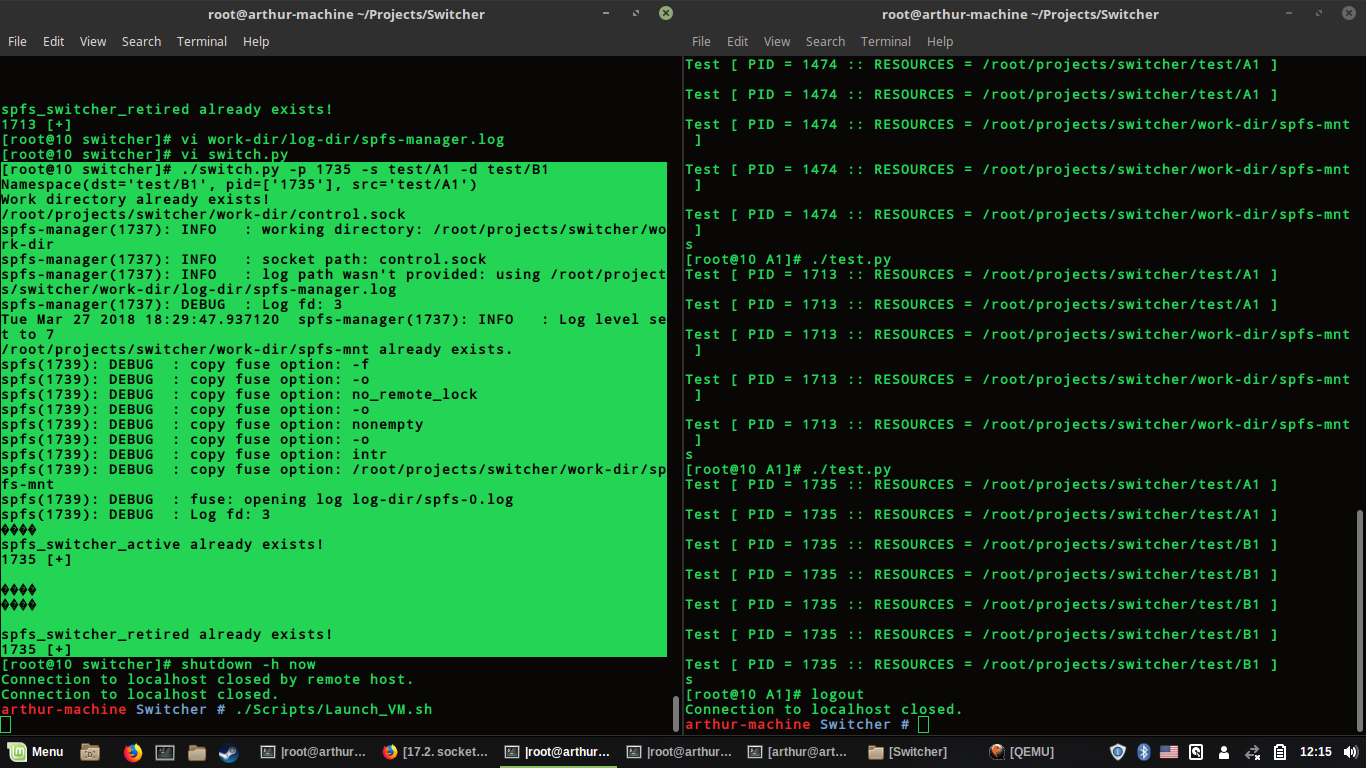 root@arthur-machine ~/Projects/Switcher
File Edit View Search Terminal Help
spfs_switcher_retired already exists!
1713 [+]
[root@10 switcher]# vi work-dir/log-dir/spfs-manager.log
[root@10 switcher]# vi switch.py
[root@10 switcher]# ./switch.py -p 1735 -s test/A1 -d test/B1
Namespace(dst='test/B1', pid=['1735'], src='test/A1')
Work directory already exists!
/root/projects/switcher/work-dir/control.sock
spfs-manager(1737): INFO   : working directory: /root/projects/switcher/wo
rk-dir
spfs-manager(1737): INFO   : socket path: control.sock
spfs-manager(1737): INFO   : log path wasn't provided: using /root/project
s/switcher/work-dir/log-dir/spfs-manager.log
spfs-manager(1737): DEBUG  : Log fd: 3
Tue Mar 27 2018 18:29:47.937120  spfs-manager(1737): INFO   : Log level se
t to 7
/root/projects/switcher/work-dir/spfs-mnt already exists.
spfs(1739): DEBUG  : copy fuse option: -f
spfs(1739): DEBUG  : copy fuse option: -o
spfs(1739): DEBUG  : copy fuse option: no_remote_lock
spfs(1739): DEBUG  : copy fuse option: -o
spfs(1739): DEBUG  : copy fuse option: nonempty
spfs(1739): DEBUG  : copy fuse option: -o
spfs(1739): DEBUG  : copy fuse option: intr
spfs(1739): DEBUG  : copy fuse option: /root/projects/switcher/work-dir/sp
fs-mnt
spfs(1739): DEBUG  : fuse: opening log log-dir/spfs-0.log
spfs(1739): DEBUG  : Log fd: 3
����
spfs_switcher_active already exists!
1735 [+]
����
����
spfs_switcher_retired already exists!
1735 [+]
[root@10 switcher]# shutdown -h now
Connection to localhost closed by remote host.
Connection to localhost closed.
arthur-machine Switcher # ./Scripts/Launch_VM.sh
root@arthur-machine ~/Projects/Switcher
File Edit View Search Terminal Help
Test [ PID = 1474 :: RESOURCES = /root/projects/switcher/test/A1 ]
Test [ PID = 1474 :: RESOURCES = /root/projects/switcher/test/A1 ]
Test [ PID = 1474 :: RESOURCES = /root/projects/switcher/work-dir/spfs-mnt
 ]
Test [ PID = 1474 :: RESOURCES = /root/projects/switcher/work-dir/spfs-mnt
 ]
Test [ PID = 1474 :: RESOURCES = /root/projects/switcher/work-dir/spfs-mnt
 ]
s
[root@10 A1]# ./test.py
Test [ PID = 1713 :: RESOURCES = /root/projects/switcher/test/A1 ]
Test [ PID = 1713 :: RESOURCES = /root/projects/switcher/test/A1 ]
Test [ PID = 1713 :: RESOURCES = /root/projects/switcher/work-dir/spfs-mnt
 ]
Test [ PID = 1713 :: RESOURCES = /root/projects/switcher/work-dir/spfs-mnt
 ]
Test [ PID = 1713 :: RESOURCES = /root/projects/switcher/work-dir/spfs-mnt
 ]
s
[root@10 A1]# ./test.py
Test [ PID = 1735 :: RESOURCES = /root/projects/switcher/test/A1 ]
Test [ PID = 1735 :: RESOURCES = /root/projects/switcher/test/A1 ]
Test [ PID = 1735 :: RESOURCES = /root/projects/switcher/test/B1 ]
Test [ PID = 1735 :: RESOURCES = /root/projects/switcher/test/B1 ]
Test [ PID = 1735 :: RESOURCES = /root/projects/switcher/test/B1 ]
Test [ PID = 1735 :: RESOURCES = /root/projects/switcher/test/B1 ]
Test [ PID = 1735 :: RESOURCES = /root/projects/switcher/test/B1 ]
s
[root@10 A1]# logout
Connection to localhost closed.
arthur-machine Switcher #
Menu |root@arthur... [17.2. socket... |root@arthur... |root@arthur... [arthur@art... [Switcher] [QEMU] 12:15